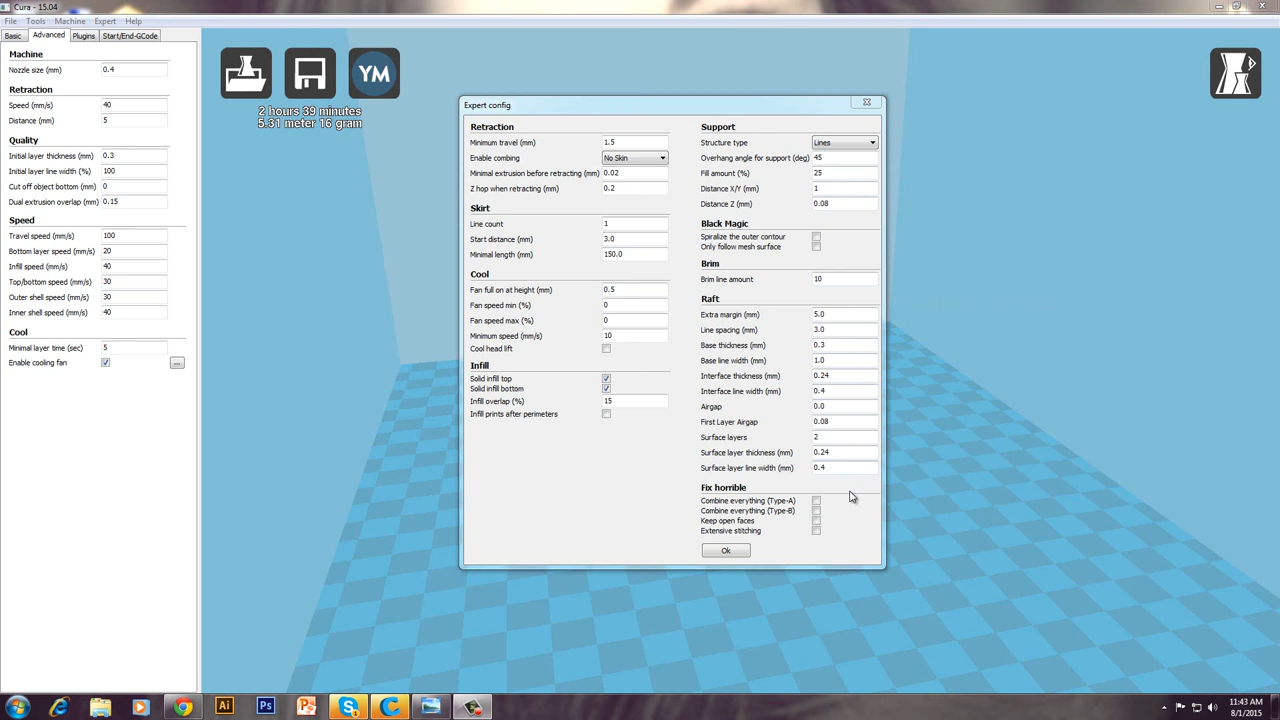 Cura - 15.04
File Tools Machine Expert Help
Basic Advanced Plugins Start/End-GCode
Machine
Nozzle size (mm) 0.4
Retraction
Speed (mm/s) 40
Distance (mm) 5
Quality
Initial layer thickness (mm) 0.3
Initial layer line width (%) 100
Cut off object bottom (mm) 0
Dual extrusion overlap (mm) 0.15
Speed
Travel speed (mm/s) 100
Bottom layer speed (mm/s) 20
Infill speed (mm/s) 40
Top/bottom speed (mm/s) 30
Outer shell speed (mm/s) 30
Inner shell speed (mm/s) 40
Cool
Minimal layer time (sec) 5
Enable cooling fan ...
YM
2 hours 39 minutes
5.31 meter 16 gram
Expert config
Retraction
Minimum travel (mm) 1.5
Enable combing No Skin
Minimal extrusion before retracting (mm) 0.02
Z hop when retracting (mm) 0.2
Skirt
Line count 1
Start distance (mm) 3.0
Minimal length (mm) 150.0
Cool
Fan full on at height (mm) 0.5
Fan speed min (%) 0
Fan speed max (%) 0
Minimum speed (mm/s) 10
Cool head lift
Infill
Solid infill top
Solid infill bottom
Infill overlap (%) 15
Infill prints after perimeters
Support
Structure type Lines
Overhang angle for support (deg) 45
Fill amount (%) 25
Distance X/Y (mm) 1
Distance Z (mm) 0.08
Black Magic
Spiralize the outer contour
Only follow mesh surface
Brim
Brim line amount 10
Raft
Extra margin (mm) 5.0
Line spacing (mm) 3.0
Base thickness (mm) 0.3
Base line width (mm) 1.0
Interface thickness (mm) 0.24
Interface line width (mm) 0.4
Airgap 0.0
First Layer Airgap 0.08
Surface layers 2
Surface layer thickness (mm) 0.24
Surface layer line width (mm) 0.4
Fix horrible
Combine everything (Type-A)
Combine everything (Type-B)
Keep open faces
Extensive stitching
Ok
Ai Ps
11:43 AM
8/1/2015